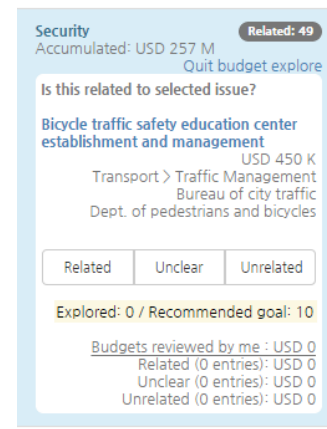 Security
Related: 49
Accumulated: USD 257 M
Quit budget explore
Is this related to selected issue?
Bicycle traffic safety education center
establishment and management
USD 450 K
Transport > Traffic Management
Bureau of city traffic
Dept. of pedestrians and bicycles
Related
Unclear
Unrelated
Explored: 0 / Recommended goal: 10
Budgets reviewed by me : USD 0
Related (0 entries): USD 0
Unclear (0 entries): USD 0
Unrelated (0 entries): USD 0